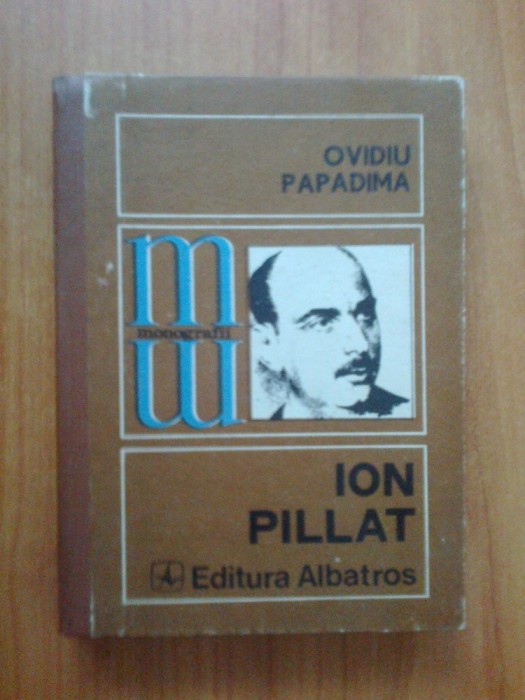 OVIDIU
PAPADIMA
m
monografii
m
ION
PILLAT
Editura Albatros